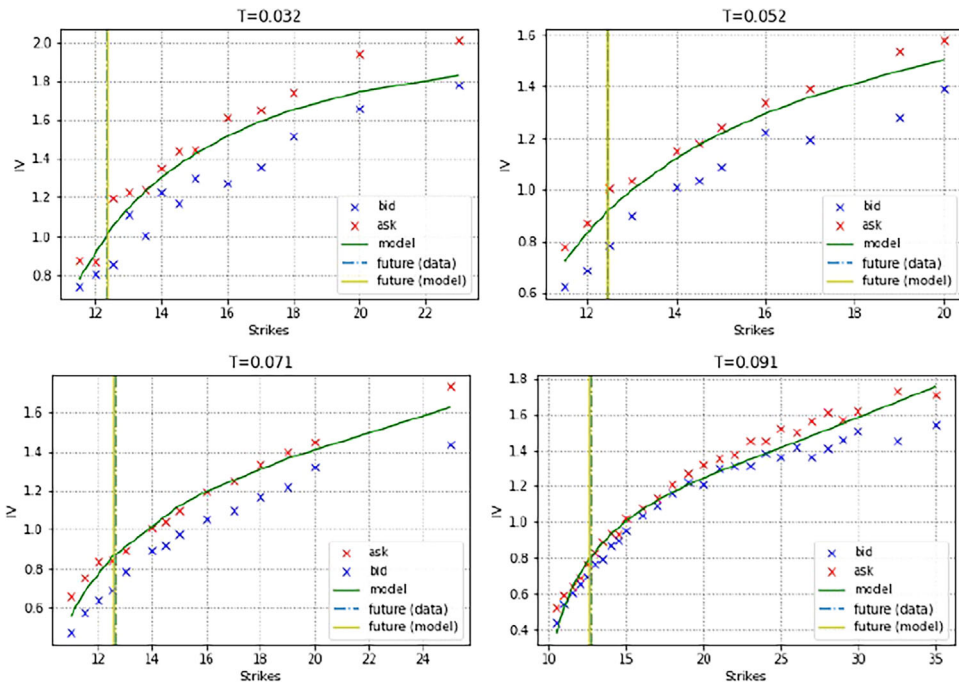 T=0.032
IV
2.0
1.8
1.6
1.4
1.2
1.0
0.8
12 14 16 18 20 22
Strikes
bid
ask
model
future (data)
future (model)
T=0.052
IV
1.6
1.4
1.2
1.0
0.8
0.6
12 14 16 18 20
Strikes
bid
ask
model
future (data)
future (model)
T=0.071
IV
1.6
1.4
1.2
1.0
0.8
0.6
12 14 16 18 20 22 24
Strikes
ask
bid
model
future (data)
future (model)
T=0.091
IV
1.8
1.6
1.4
1.2
1.0
0.8
0.6
0.4
10 15 20 25 30 35
Strikes
bid
ask
model
future (data)
future (model)